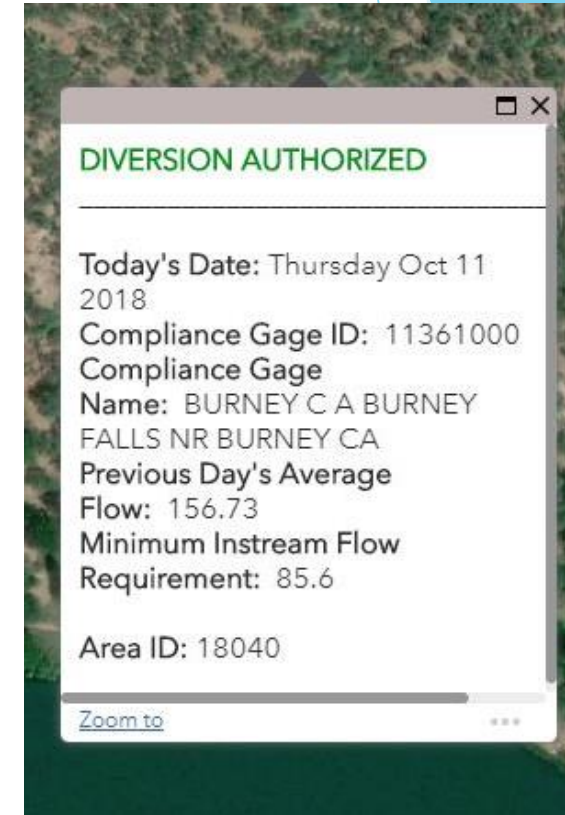 DIVERSION AUTHORIZED
Today's Date: Thursday Oct 11
2018
Compliance Gage ID: 11361000
Compliance Gage
Name: BURNEY C A BURNEY
FALLS NR BURNEY CA
Previous Day's Average
Flow: 156.73
Minimum Instream Flow
Requirement: 85.6
Area ID: 18040
Zoom to